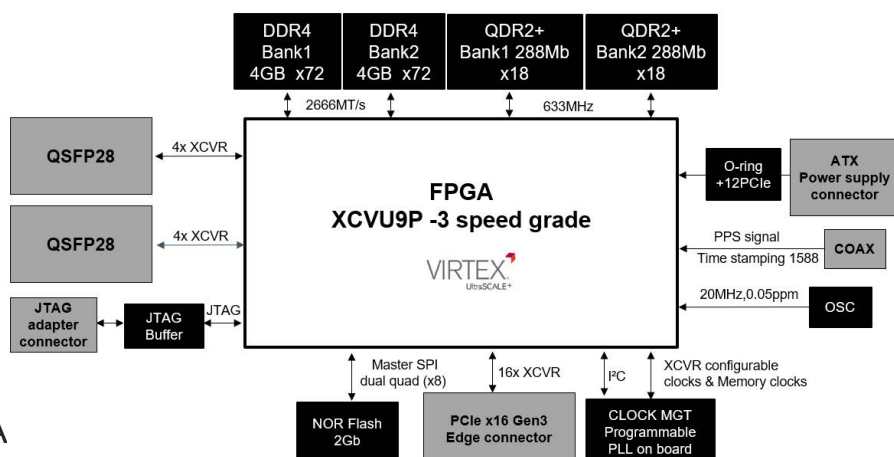 DDR4
Bank1
4GB x72
DDR4
Bank2
4GB x72
QDR2+
Bank1 288Mb
x18
QDR2+
Bank2 288Mb
x18
2666MT/s
633MHz
QSFP28
4x XCVR
QSFP28
4x XCVR
JTAG
adapter
connector
JTAG
Buffer
JTAG
FPGA
XCVU9P -3 speed grade
VIRTEX
UltraSCALE+
O-ring
+12PCIe
ATX
Power supply
connector
PPS signal
Time stamping 1588
COAX
20MHz,0.05ppm
OSC
Master SPI
dual quad (x8)
16x XCVR
I²C
XCVR configurable
clocks & Memory clocks
NOR Flash
2Gb
PCIe x16 Gen3
Edge connector
CLOCK MGT
Programmable
PLL on board
A